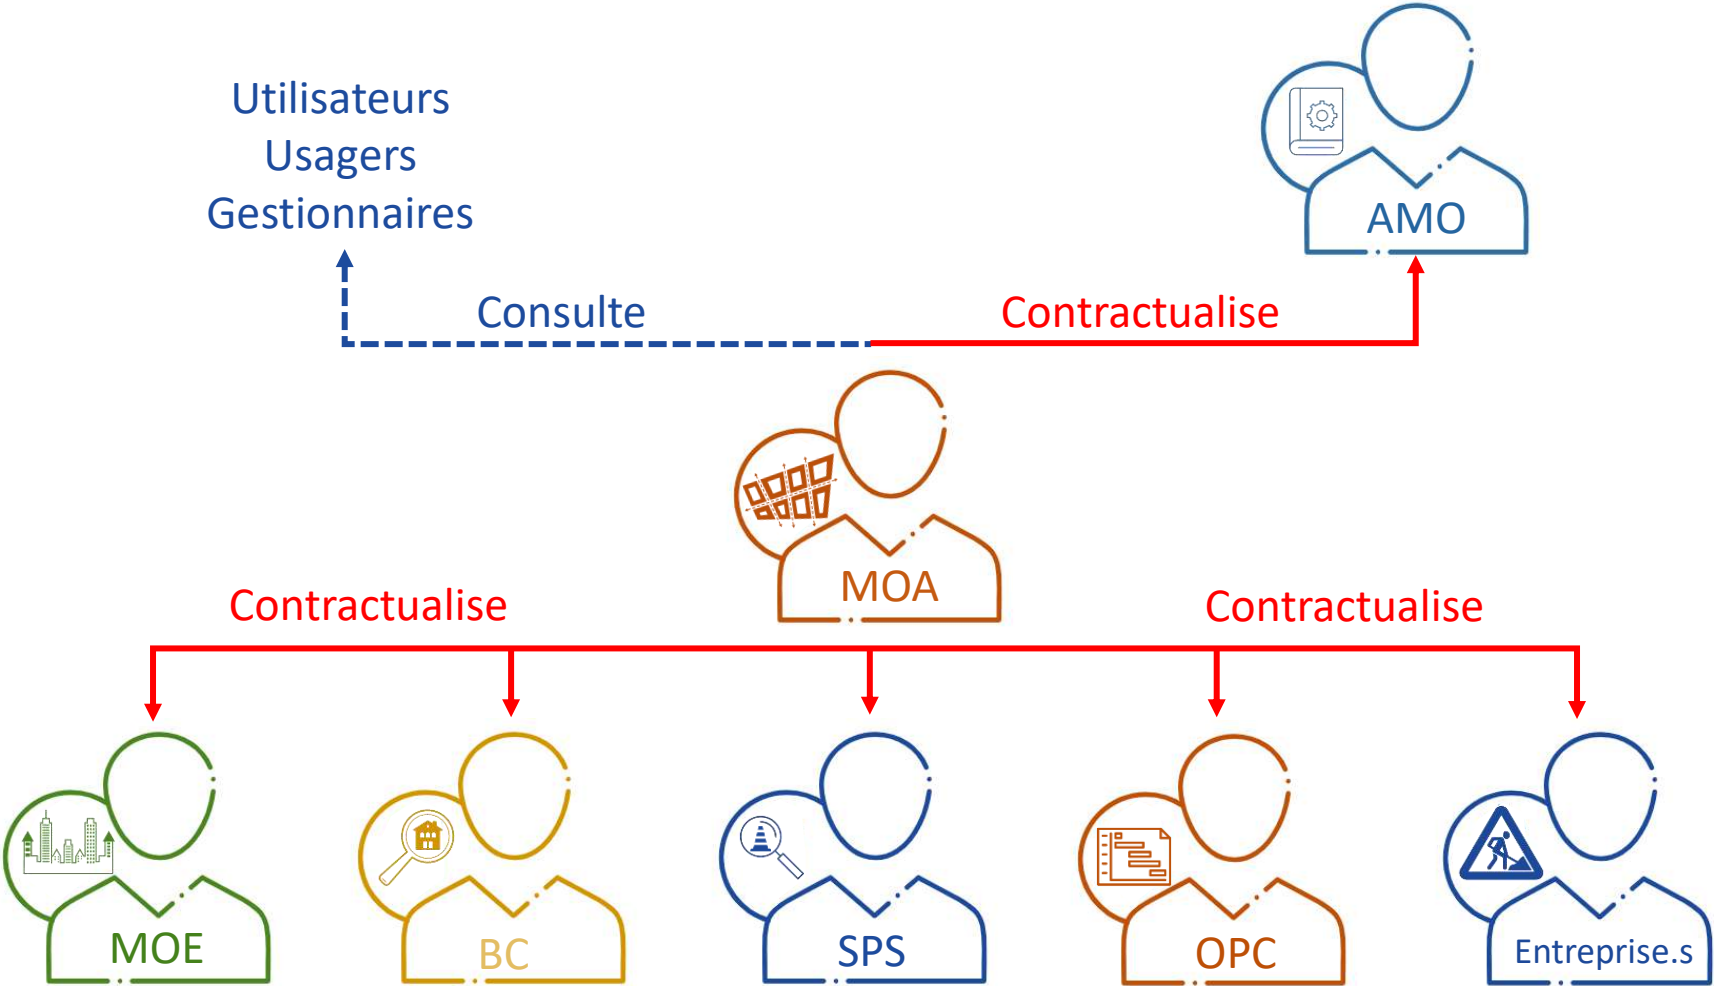 Utilisateurs
Usagers
Gestionnaires
AMO
Consulte
Contractualise
MOA
Contractualise
Contractualise
MOE
BC
SPS
OPC
Entreprise.s